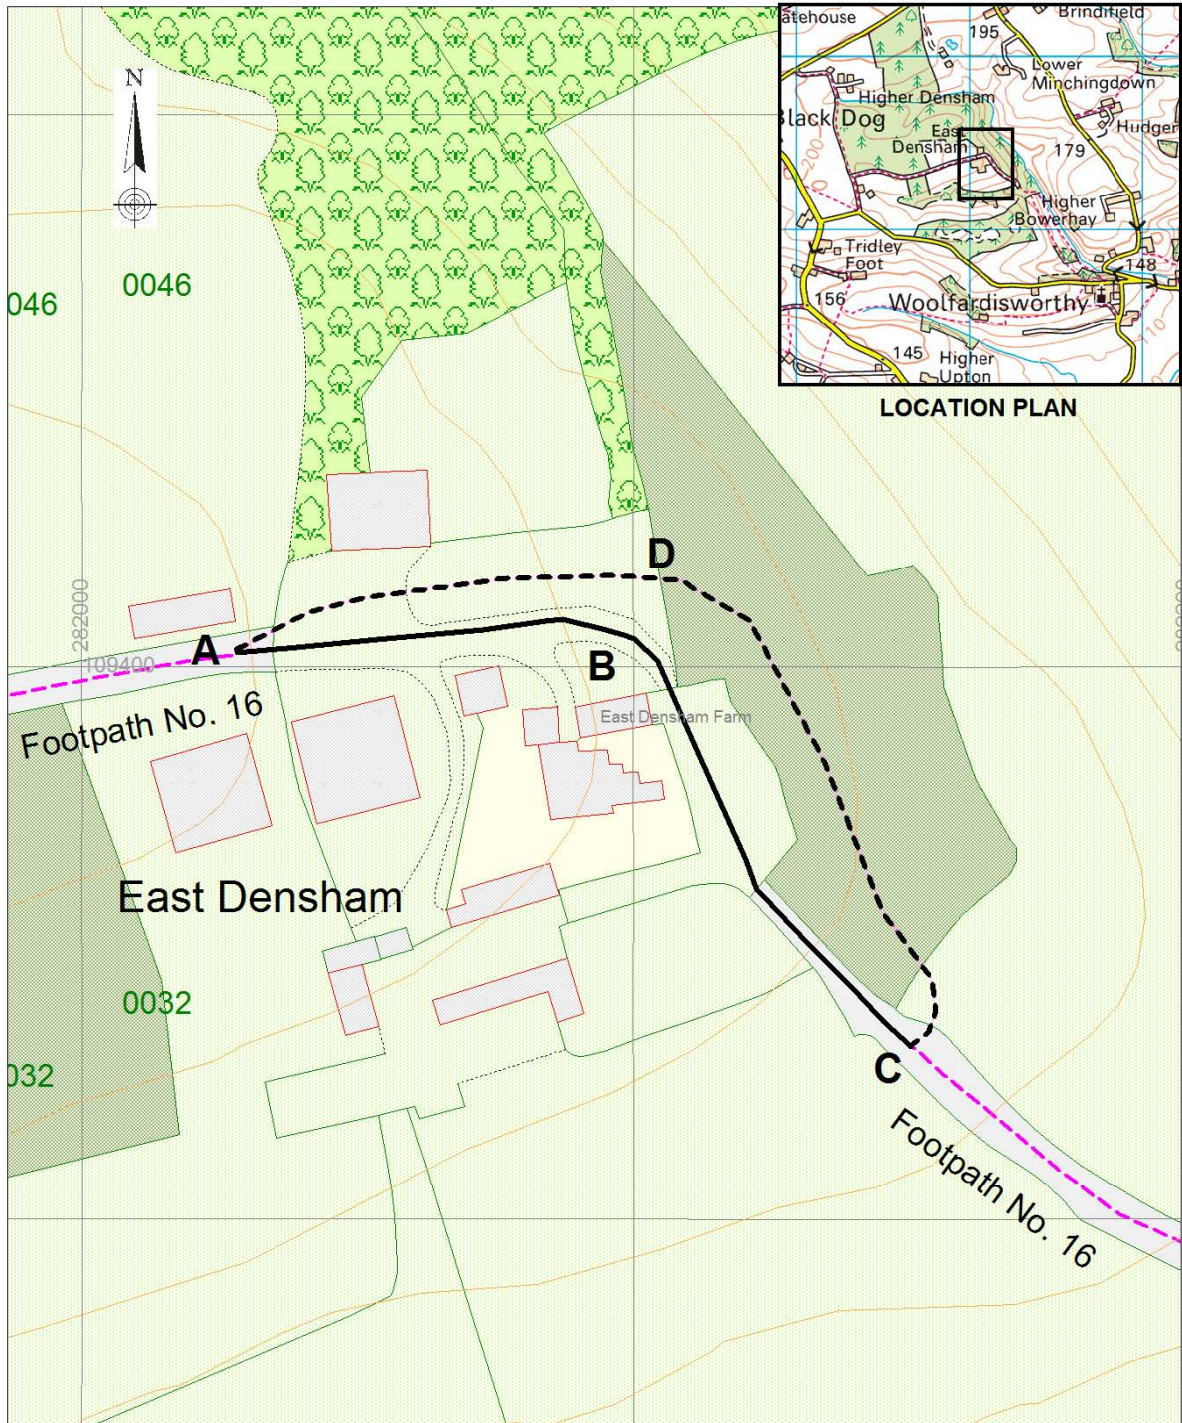 N
0046
046
atehouse
195
Brindifield
Lower
Minchingdown
Higher Densham
Black Dog
Hudger
East
Densham
179
200
Higher
Bowerhay
Tridley
Foot
148
156
Woolfardisworthy
110
145
Higher
Upton
LOCATION PLAN
D
282000
A
109400
B
Footpath No. 16
East Densham Farm
East Densham
0032
032
C
Footpath No. 16